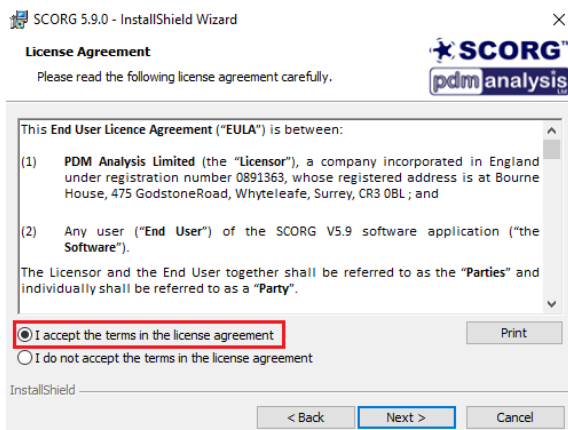 SCORG 5.9.0 - InstallShield Wizard
License Agreement
Please read the following license agreement carefully.
SCORG™
pdm analysis
Ltd
This End User Licence Agreement ("EULA") is between:
(1) PDM Analysis Limited (the "Licensor"), a company incorporated in England
under registration number 0891363, whose registered address is at Bourne
House, 475 GodstoneRoad, Whyteleafe, Surrey, CR3 0BL ; and
(2) Any user ("End User") of the SCORG V5.9 software application ("the
Software").
The Licensor and the End User together shall be referred to as the "Parties" and
individually shall be referred to as a "Party".
I accept the terms in the license agreement
Print
I do not accept the terms in the license agreement
InstallShield
< Back
Next >
Cancel